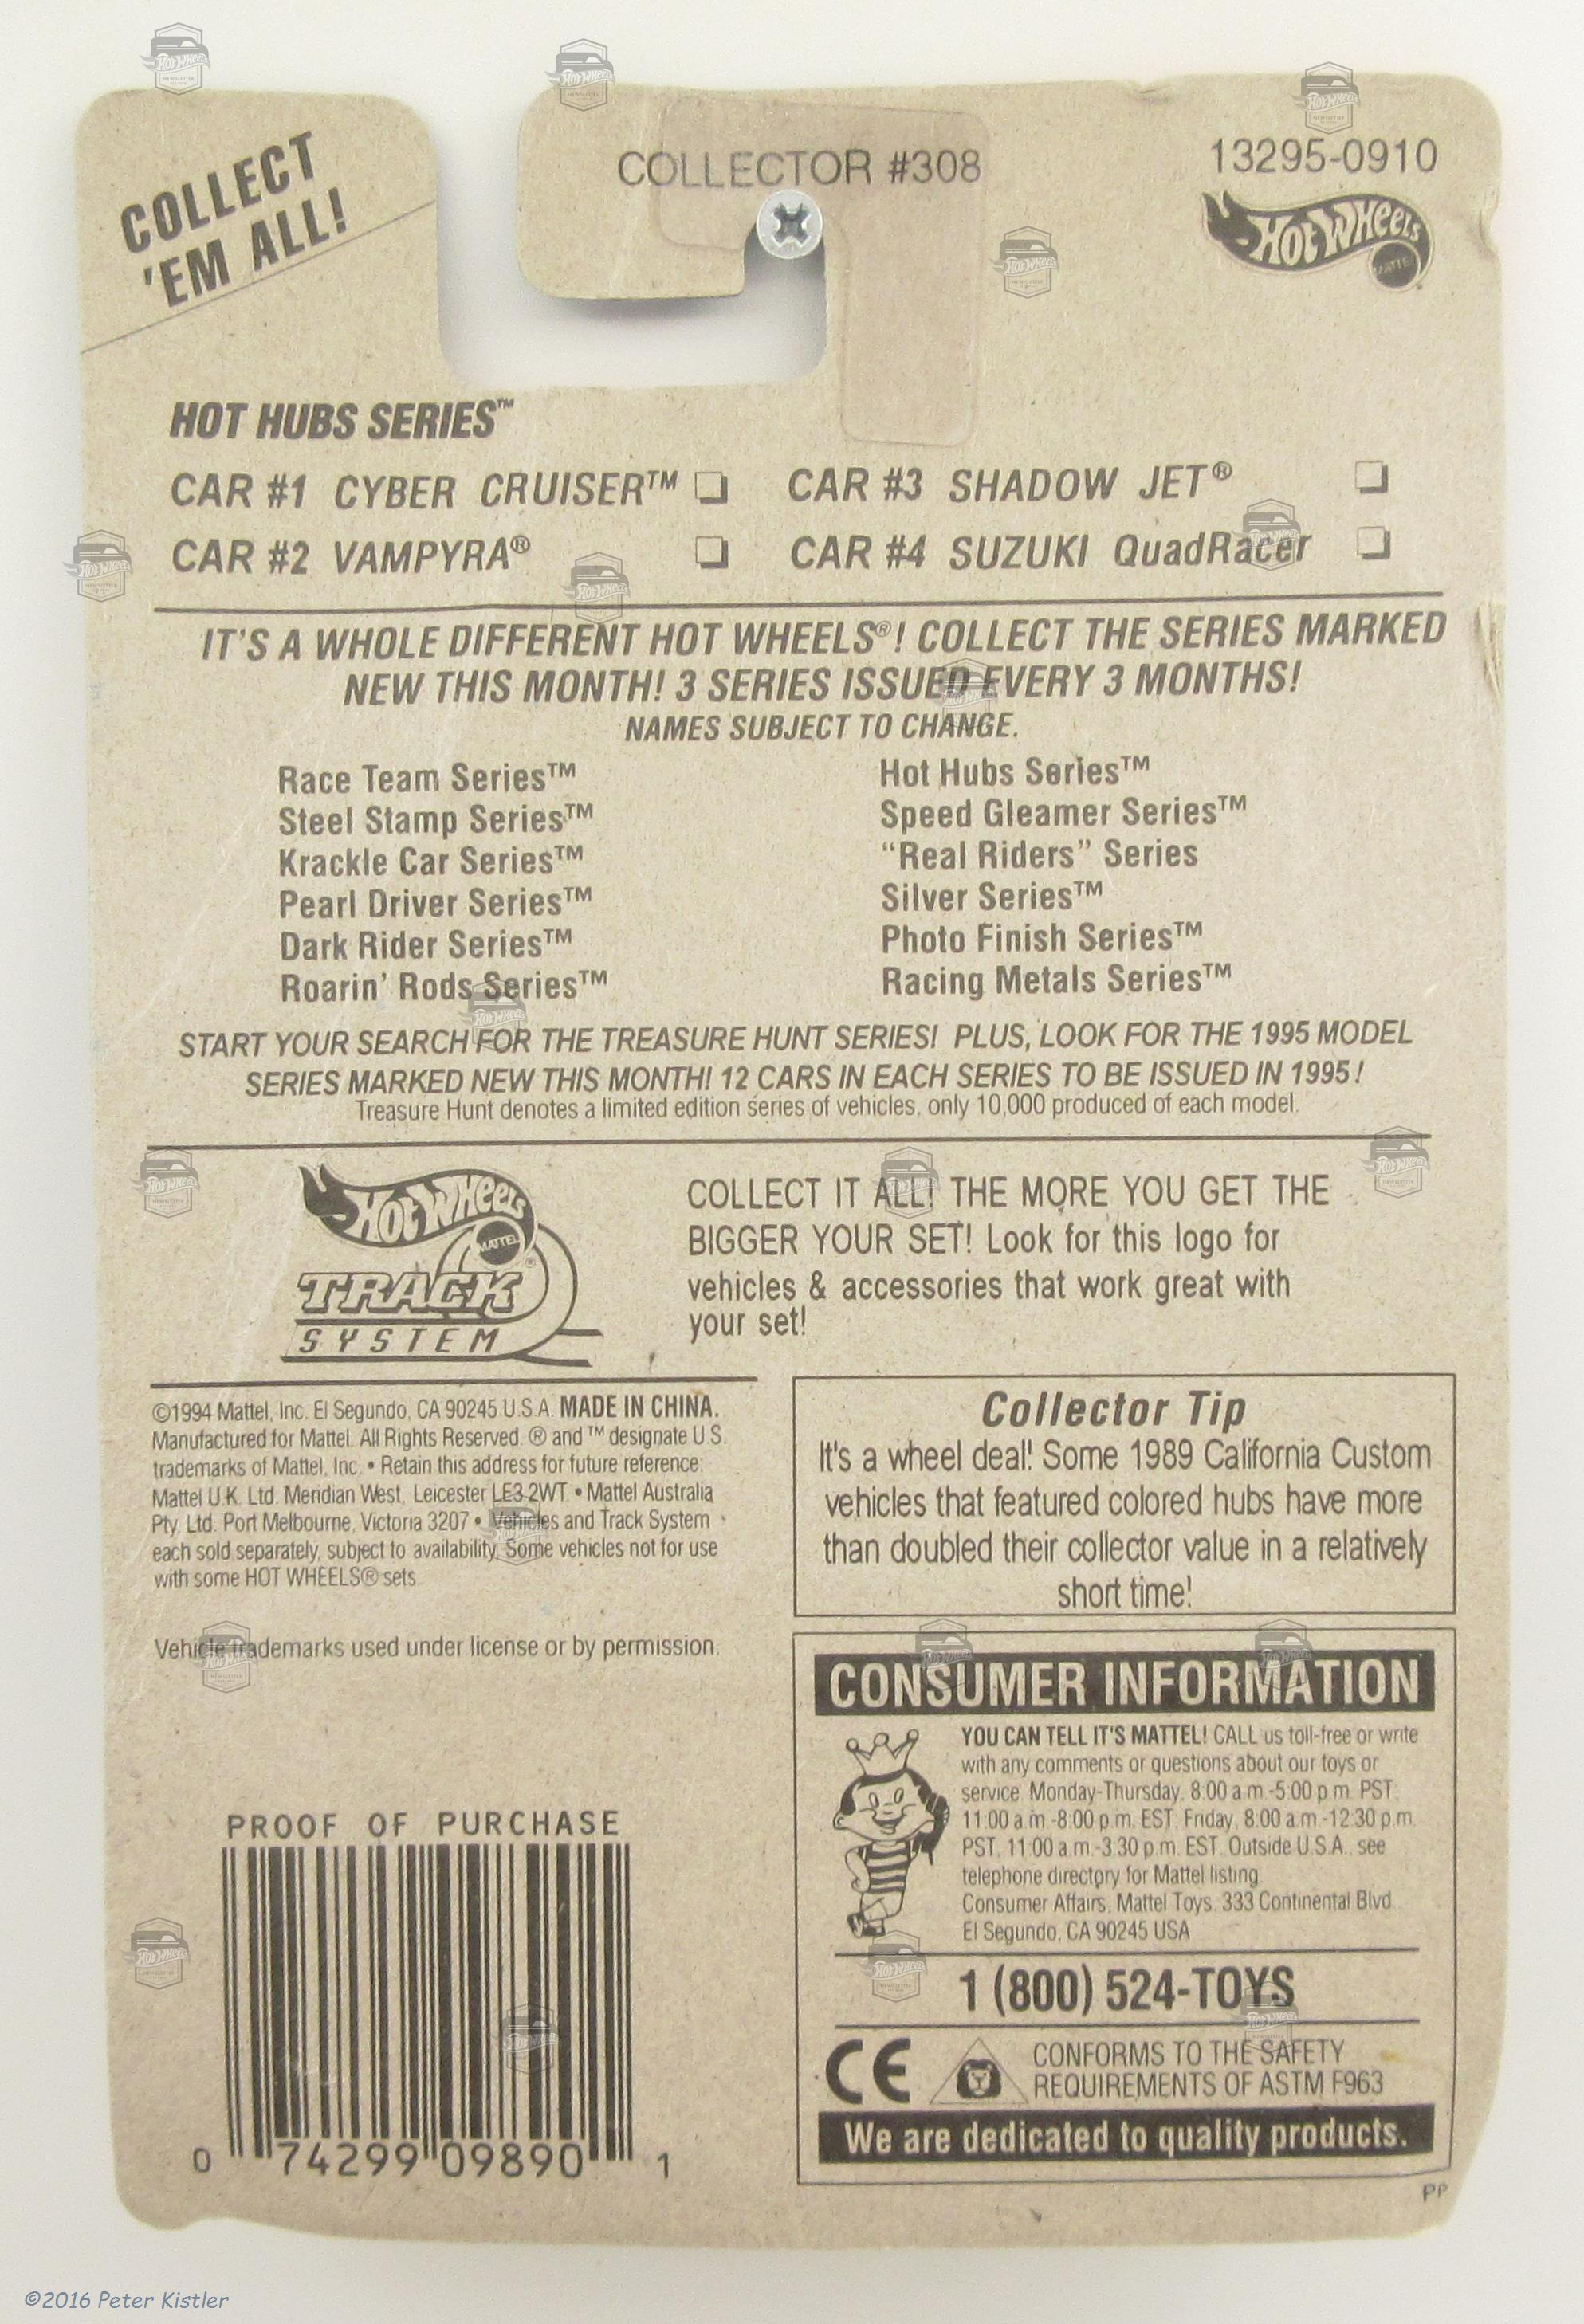 COLLECT
'EM ALL!
COLLECTOR #308
13295-0910
HOT WHEELS
MATTEL
HOT HUBS SERIES™
CAR #1 CYBER CRUISER™ ❏ CAR #3 SHADOW JET® ❏
CAR #2 VAMPYRA® ❏ CAR #4 SUZUKI QuadRacer ❏
IT'S A WHOLE DIFFERENT HOT WHEELS®! COLLECT THE SERIES MARKED
NEW THIS MONTH! 3 SERIES ISSUED EVERY 3 MONTHS!
NAMES SUBJECT TO CHANGE.
Race Team Series™
Steel Stamp Series™
Krackle Car Series™
Pearl Driver Series™
Dark Rider Series™
Roarin' Rods Series™
Hot Hubs Series™
Speed Gleamer Series™
“Real Riders” Series
Silver Series™
Photo Finish Series™
Racing Metals Series™
START YOUR SEARCH FOR THE TREASURE HUNT SERIES! PLUS, LOOK FOR THE 1995 MODEL
SERIES MARKED NEW THIS MONTH! 12 CARS IN EACH SERIES TO BE ISSUED IN 1995!
Treasure Hunt denotes a limited edition series of vehicles, only 10,000 produced of each model.
HOT WHEELS
MATTEL
®
TRACK
SYSTEM
COLLECT IT ALL! THE MORE YOU GET THE
BIGGER YOUR SET! Look for this logo for
vehicles & accessories that work great with
your set!
©1994 Mattel, Inc. El Segundo, CA 90245 U.S.A. MADE IN CHINA.
Manufactured for Mattel. All Rights Reserved. ® and ™ designate U.S.
trademarks of Mattel, Inc. • Retain this address for future reference:
Mattel U.K. Ltd. Meridian West, Leicester LE3 2WT. • Mattel Australia
Pty. Ltd. Port Melbourne, Victoria 3207 • Vehicles and Track System
each sold separately, subject to availability. Some vehicles not for use
with some HOT WHEELS® sets.
Vehicle trademarks used under license or by permission.
Collector Tip
It's a wheel deal! Some 1989 California Custom
vehicles that featured colored hubs have more
than doubled their collector value in a relatively
short time!
CONSUMER INFORMATION
YOU CAN TELL IT'S MATTEL! CALL us toll-free or write
with any comments or questions about our toys or
service. Monday-Thursday, 8:00 a.m.-5:00 p.m. PST;
11:00 a.m.-8:00 p.m. EST; Friday, 8:00 a.m.-12:30 p.m.
PST, 11:00 a.m.-3:30 p.m. EST. Outside U.S.A., see
telephone directory for Mattel listing.
Consumer Affairs, Mattel Toys, 333 Continental Blvd.
El Segundo, CA 90245 USA
1 (800) 524-TOYS
CE
CONFORMS TO THE SAFETY
REQUIREMENTS OF ASTM F963
We are dedicated to quality products.
PP
PROOF OF PURCHASE
0 74299 09890 1
©2016 Peter Kistler